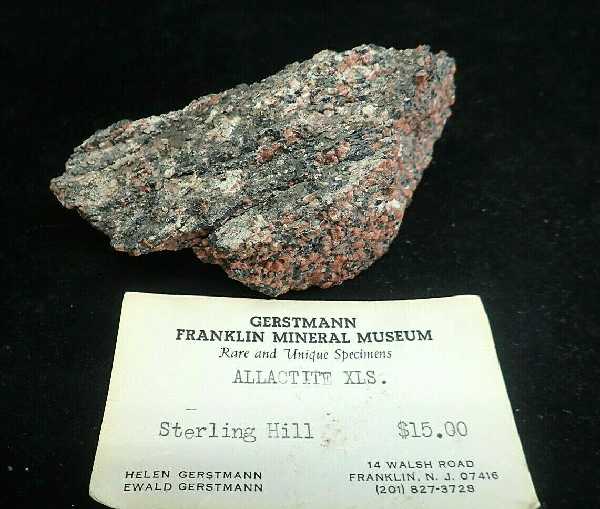 GERSTMANN
FRANKLIN MINERAL MUSEUM
Rare and Unique Specimens
ALLACTITE XLS.
Sterling Hill $15.00
HELEN GERSTMANN
EWALD GERSTMANN
14 WALSH ROAD
FRANKLIN, N. J. 07416
(201) 827-3728